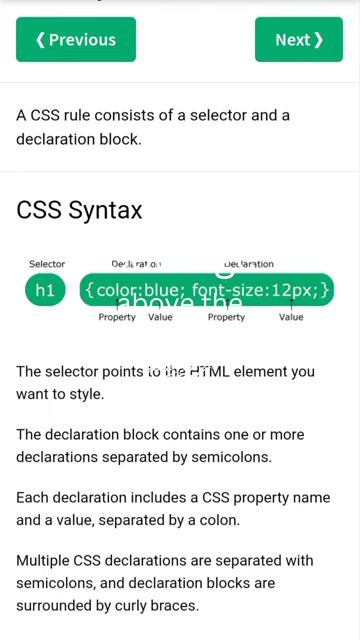 ❮ Previous
Next ❯
A CSS rule consists of a selector and a
declaration block.
CSS Syntax
Selector
Declaration
h1
{color:blue; font-size:12px;}
above the
Property Value Property Value
The selector points to the HTML element you
want to style.
The declaration block contains one or more
declarations separated by semicolons.
Each declaration includes a CSS property name
and a value, separated by a colon.
Multiple CSS declarations are separated with
semicolons, and declaration blocks are
surrounded by curly braces.